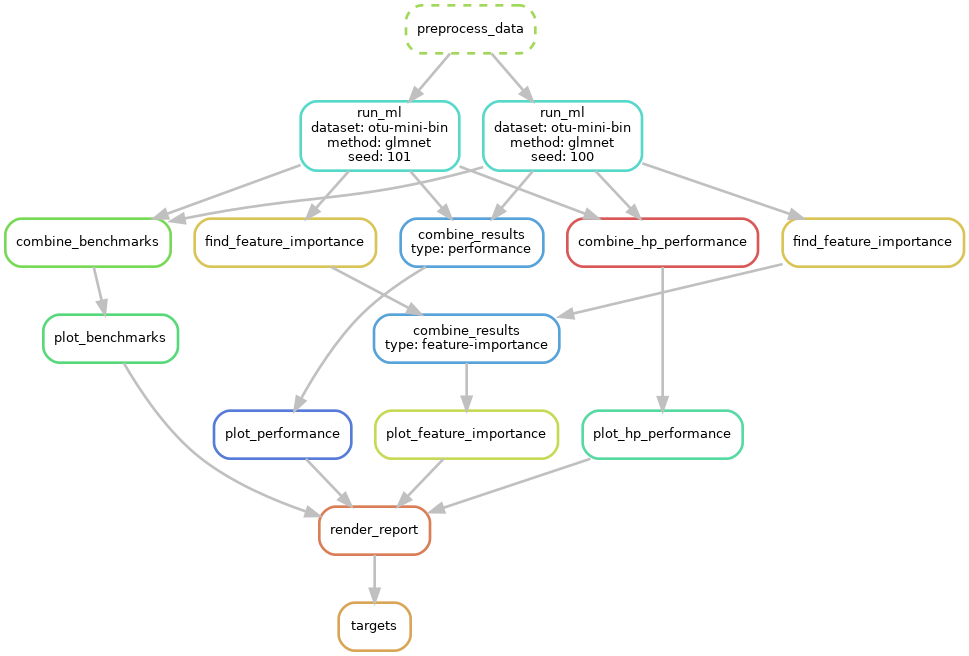 preprocess_data
run_ml
dataset: otu-mini-bin
method: glmnet
seed: 101
run_ml
dataset: otu-mini-bin
method: glmnet
seed: 100
combine_benchmarks
find_feature_importance
combine_results
type: performance
combine_hp_performance
find_feature_importance
plot_benchmarks
combine_results
type: feature-importance
plot_performance
plot_feature_importance
plot_hp_performance
render_report
targets